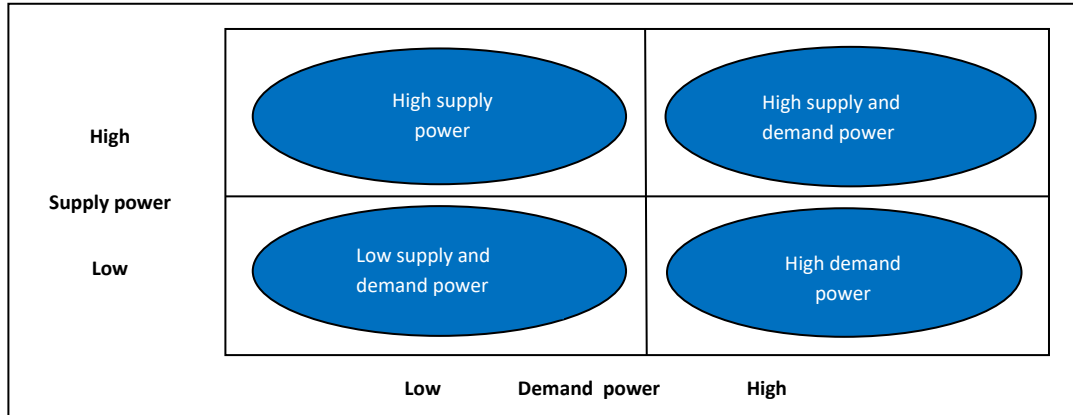 High supply
power
High supply and
demand power
High
Supply power
Low
Low supply and
demand power
High demand
power
Low Demand power High